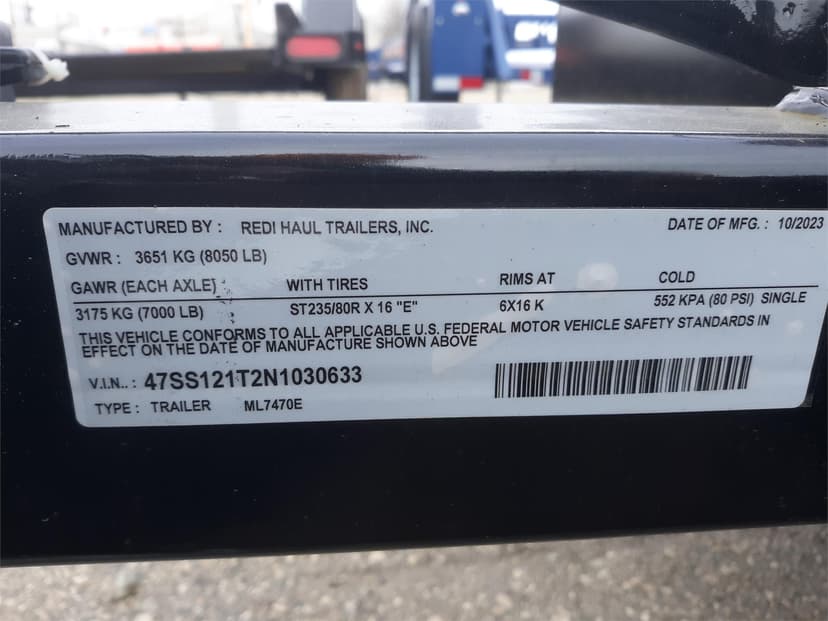 MANUFACTURED BY : REDI HAUL TRAILERS, INC. DATE OF MFG. : 10/2023
GVWR : 3651 KG (8050 LB)
GAWR (EACH AXLE) : WITH TIRES RIMS AT COLD
3175 KG (7000 LB) ST235/80R X 16 "E" 6X16 K 552 KPA (80 PSI) SINGLE
THIS VEHICLE CONFORMS TO ALL APPLICABLE U.S. FEDERAL MOTOR VEHICLE SAFETY STANDARDS IN
EFFECT ON THE DATE OF MANUFACTURE SHOWN ABOVE
V.I.N.. : 47SS121T2N1030633
TYPE : TRAILER ML7470E